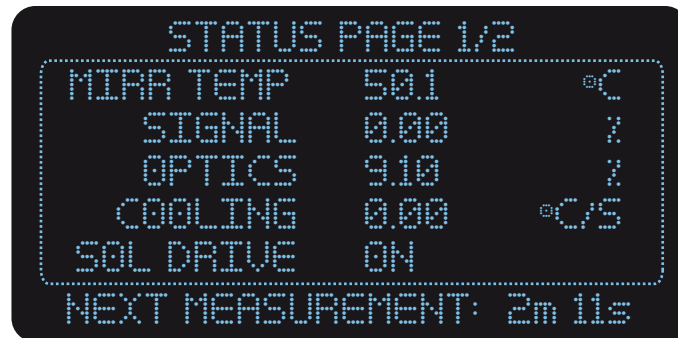 STATUS PAGE 1/2
MIRR TEMP 50.1 °C
SIGNAL 0.00 %
OPTICS 9.10 %
COOLING 0.00 °C/S
SOL DRIVE ON
NEXT MEASUREMENT: 2m 11s